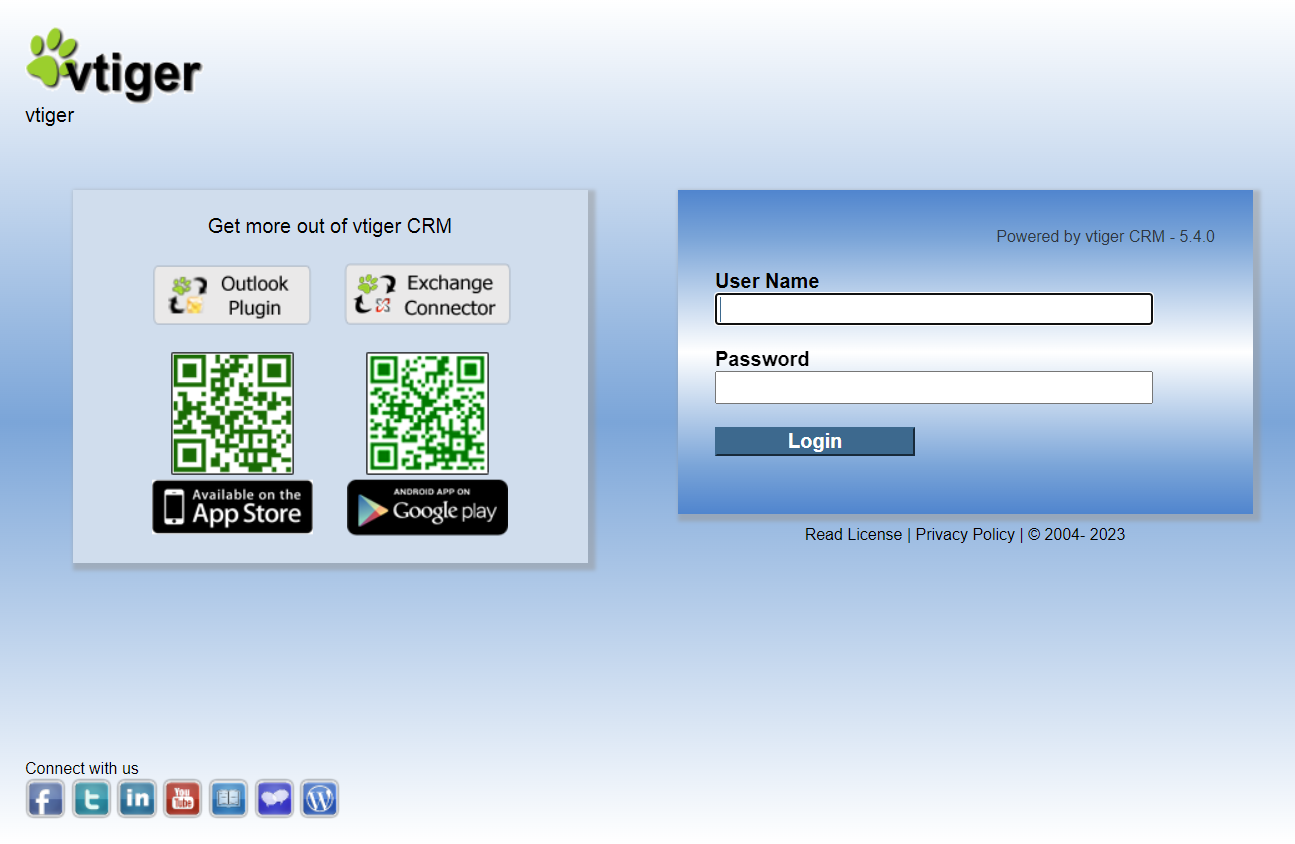 vtiger
vtiger
Get more out of vtiger CRM
Outlook
Plugin
Exchange
Connector
Available on the
App Store
ANDROID APP ON
Google play
Powered by vtiger CRM - 5.4.0
User Name
Password
Login
Read License | Privacy Policy | © 2004- 2023
Connect with us
f
t
in
You
Tube
W